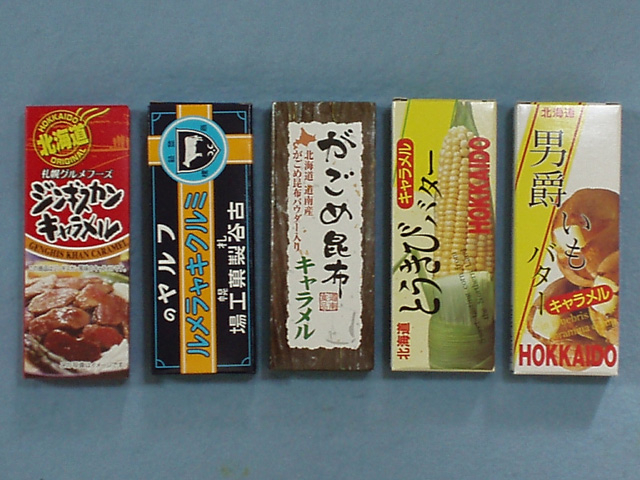 HOKKAIDO
北海道
ORIGINAL
札幌グルメフーズ
ジンギスカン
キャラメル
GENGHIS KHAN CARAMEL
フルヤの
ミルクキャラメル
古谷製菓
札幌
工場
北海道 道南産
がごめ昆布パウダー入り
がごめ昆布
キャラメル
キャラメル
とうきびバター
北海道
HOKKAIDO
北海道
男爵いも
バター
キャラメル
HOKKAIDO